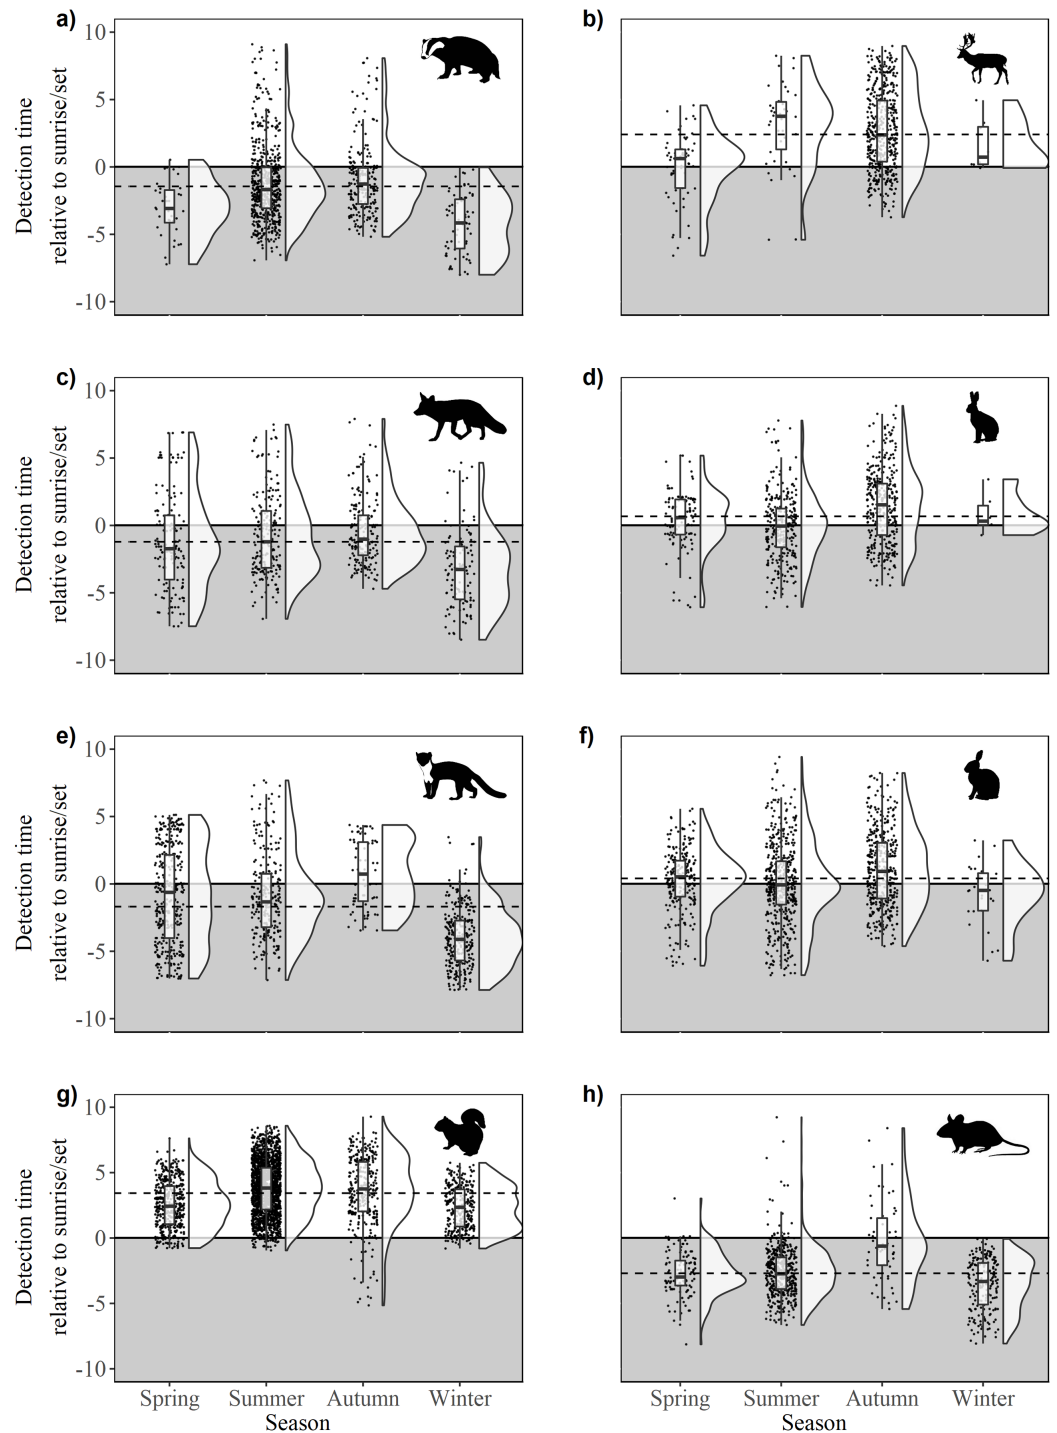 a)
b)
10
5
0
-5
-10
Detection time
relative to sunrise/set
c)
d)
10
5
0
-5
-10
Detection time
relative to sunrise/set
e)
f)
10
5
0
-5
-10
Detection time
relative to sunrise/set
g)
h)
10
5
0
-5
-10
Detection time
relative to sunrise/set
Spring Summer Autumn Winter
Season
Spring Summer Autumn Winter
Season